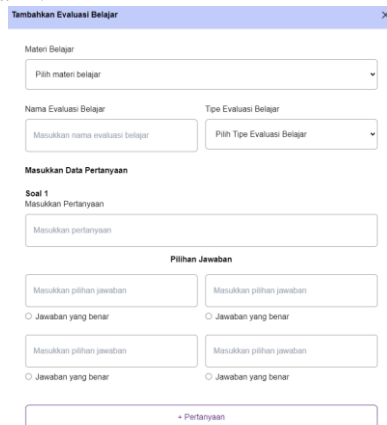 Tambahkan Evaluasi Belajar
Materi Belajar
Pilih materi belajar
Nama Evaluasi Belajar Tipe Evaluasi Belajar
Masukkan nama evaluasi belajar Pilih Tipe Evaluasi Belajar
Masukkan Data Pertanyaan
Soal 1
Masukkan Pertanyaan
Masukkan pertanyaan
Pilihan Jawaban
Masukkan pilihan jawaban Masukkan pilihan jawaban
Jawaban yang benar Jawaban yang benar
Masukkan pilihan jawaban Masukkan pilihan jawaban
Jawaban yang benar Jawaban yang benar
+ Pertanyaan